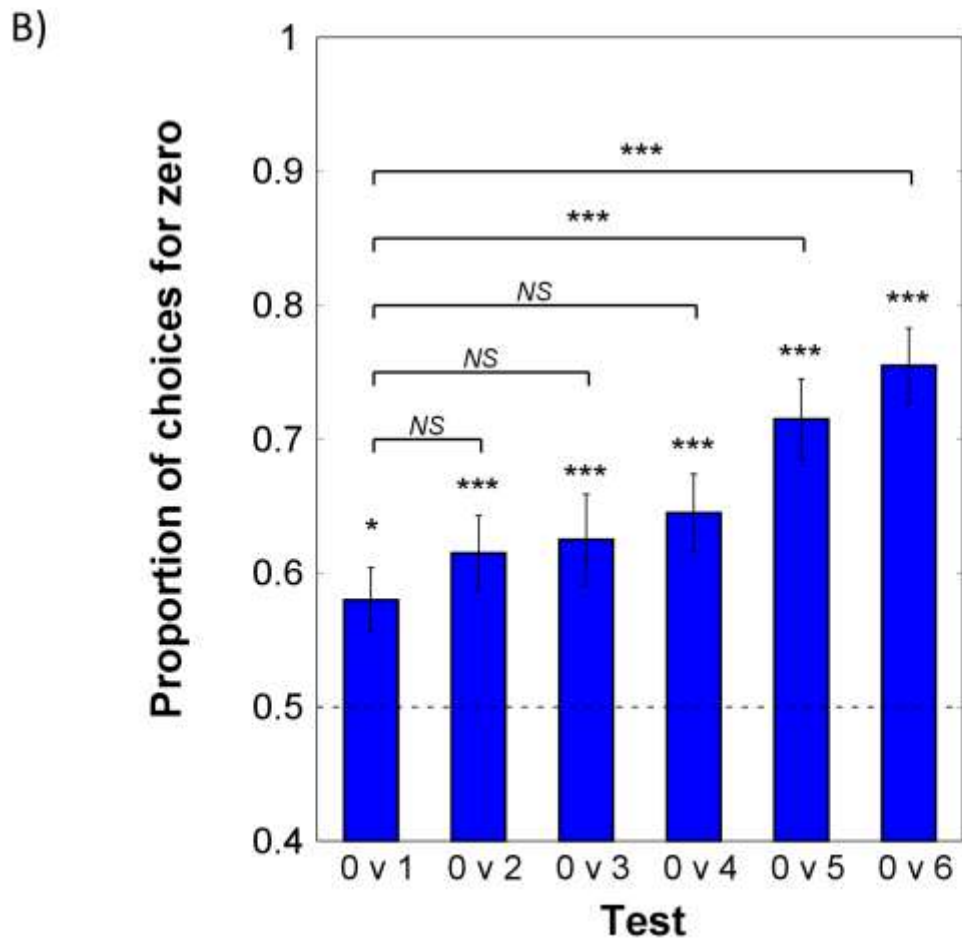 B)
Proportion of choices for zero
1
0.9
0.8
0.7
0.6
0.5
0.4
***
***
NS
NS
NS
*
***
***
***
***
***
0 v 1 0 v 2 0 v 3 0 v 4 0 v 5 0 v 6
Test